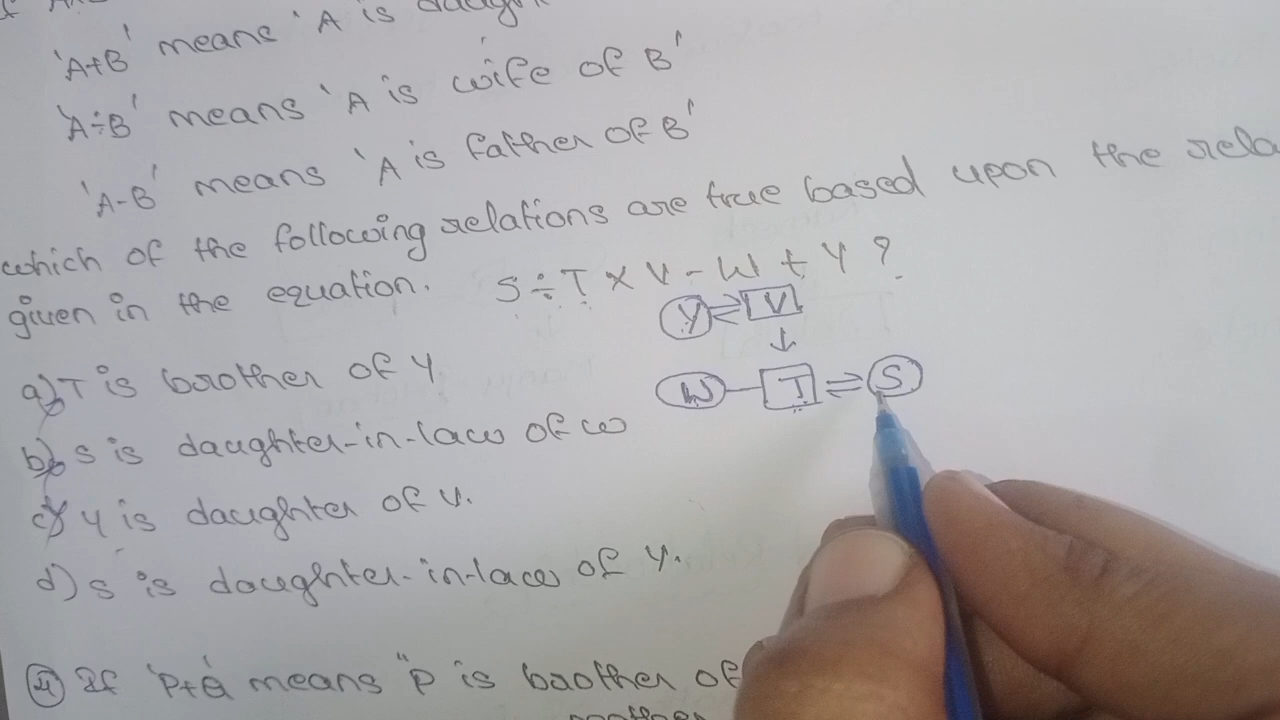 'A+B' means 'A is
'A÷B' means 'A is wife of B'
'A-B' means 'A is father of B'
which of the following relations are true based upon the rela
given in the equation. S÷T×V-W+Y?
Y ⇌ V
↓
W — T ⇌ S
a) T is brother of Y
b) S is daughter-in-law of w
c) Y is daughter of V.
d) S is daughter-in-law of Y.
④ If 'P+Q' means "P is brother of